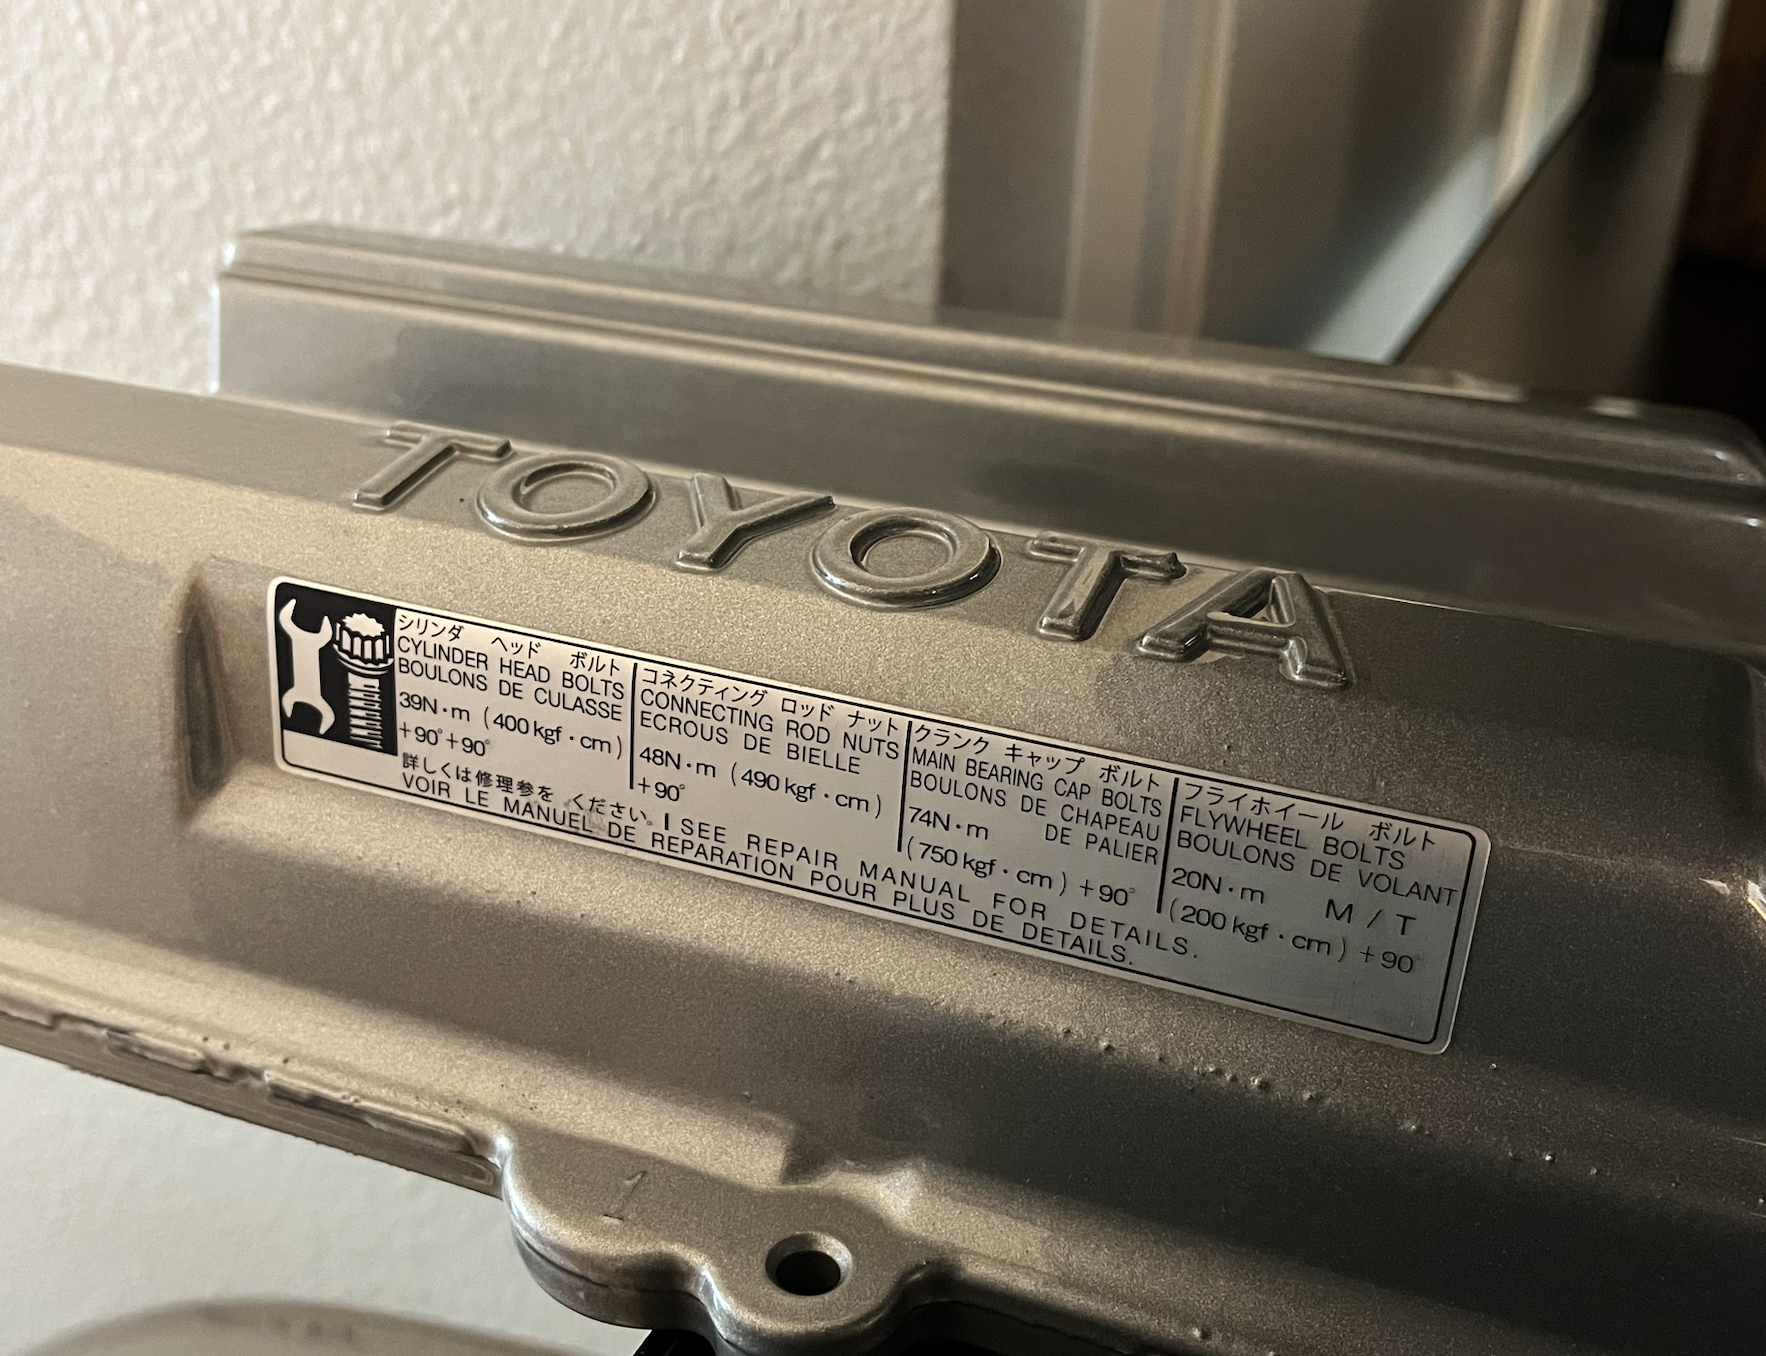 TOYOTA
シリンダ ヘッド ボルト
CYLINDER HEAD BOLTS
BOULONS DE CULASSE
39N·m (400 kgf·cm)
+90°+90°
コネクティング ロッド ナット
CONNECTING ROD NUTS
ECROUS DE BIELLE
48N·m (490 kgf·cm)
+90°
クランク キャップ ボルト
MAIN BEARING CAP BOLTS
BOULONS DE CHAPEAU
DE PALIER
74N·m
(750 kgf·cm) +90°
フライホイール ボルト
FLYWHEEL BOLTS
BOULONS DE VOLANT
20N·m M / T
(200 kgf·cm) +90°
詳しくは修理参を ください。 SEE REPAIR MANUAL FOR DETAILS.
VOIR LE MANUEL DE REPARATION POUR PLUS DE DETAILS.
1